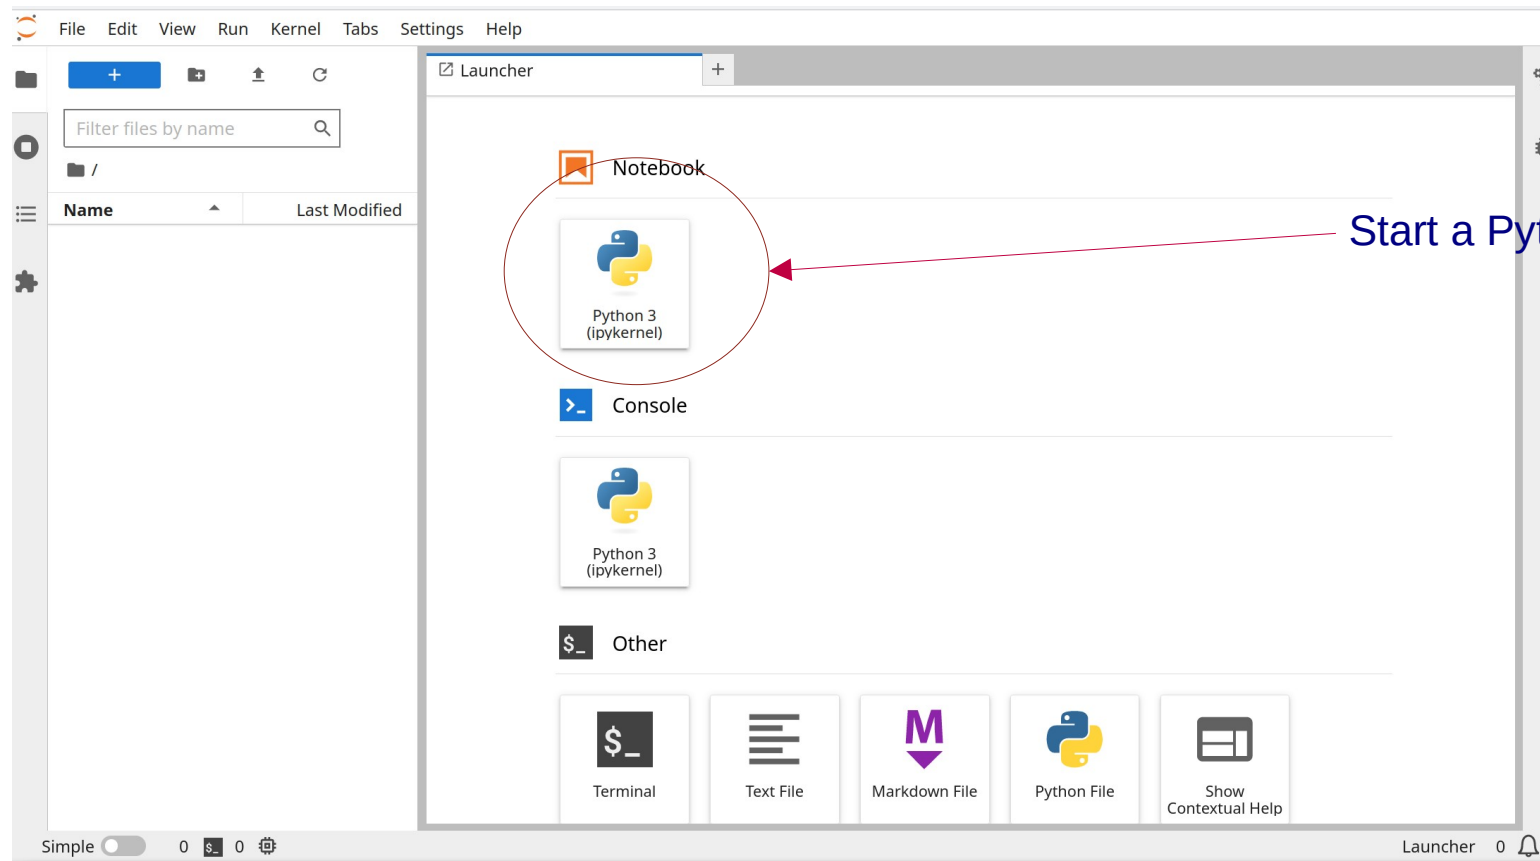 File Edit View Run Kernel Tabs Settings Help
Launcher
Filter files by name
/
Name Last Modified
Notebook
Start a Pyt
Python 3
(ipykernel)
Console
Python 3
(ipykernel)
Other
$_
Terminal
Text File
Markdown File
Python File
Show
Contextual Help
Simple 0 $_ 0 Launcher 0